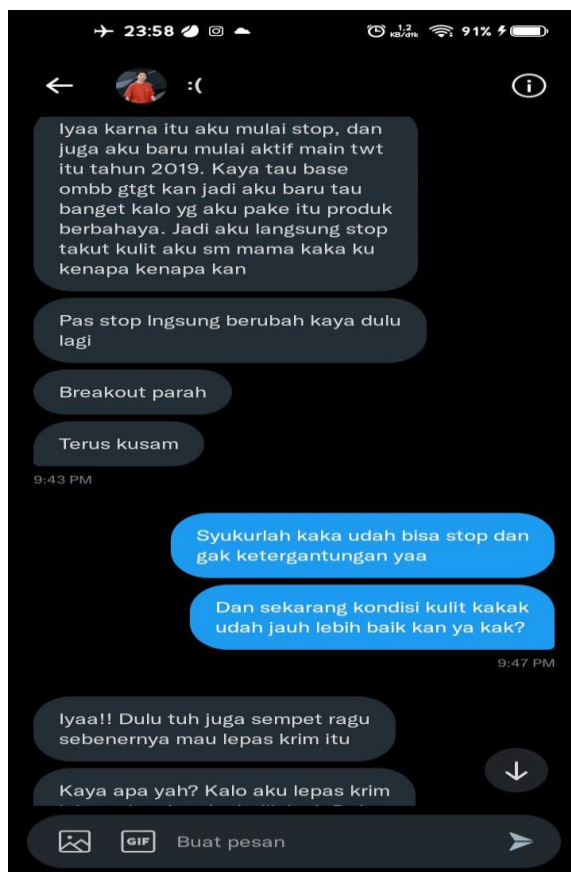 23:58
1.2
KB/dtk
91%
:(
Iyaa karna itu aku mulai stop, dan
juga aku baru mulai aktif main twt
itu tahun 2019. Kaya tau base
ombb gtgt kan jadi aku baru tau
banget kalo yg aku pake itu produk
berbahaya. Jadi aku langsung stop
takut kulit aku sm mama kaka ku
kenapa kenapa kan
Pas stop lngsung berubah kaya dulu
lagi
Breakout parah
Terus kusam
9:43 PM
Syukurlah kaka udah bisa stop dan
gak ketergantungan yaa
Dan sekarang kondisi kulit kakak
udah jauh lebih baik kan ya kak?
9:47 PM
Iyaa!! Dulu tuh juga sempet ragu
sebenernya mau lepas krim itu
Kaya apa yah? Kalo aku lepas krim
GIF
Buat pesan